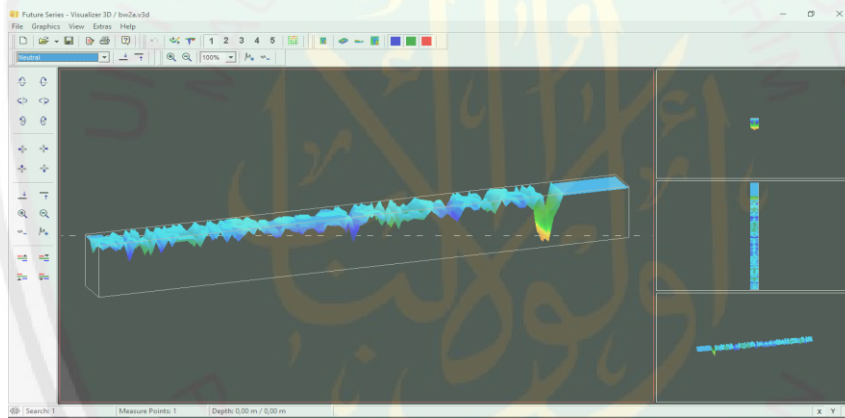 Future Series - Visualizer 3D / bw2a.v3d
File Graphics View Extras Help
1 2 3 4 5
Neutral 100%
Search: 1 Measure Points: 1 Depth: 0,00 m / 0,00 m X Y